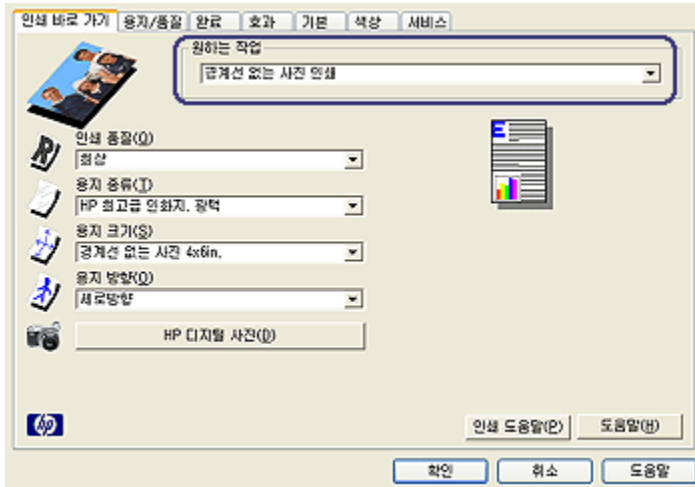 인쇄 바로 가기 용지/품질 완료 효과 기본 색상 서비스
원하는 작업
경계선 없는 사진 인쇄
인쇄 품질(Q)
최상
용지 종류(T)
HP 최고급 인화지, 광택
용지 크기(S)
경계선 없는 사진 4x6in,
용지 방향(O)
세로방향
HP 디지털 사진(D)
hp
인쇄 도움말(P) 도움말(H)
확인 취소 도움말